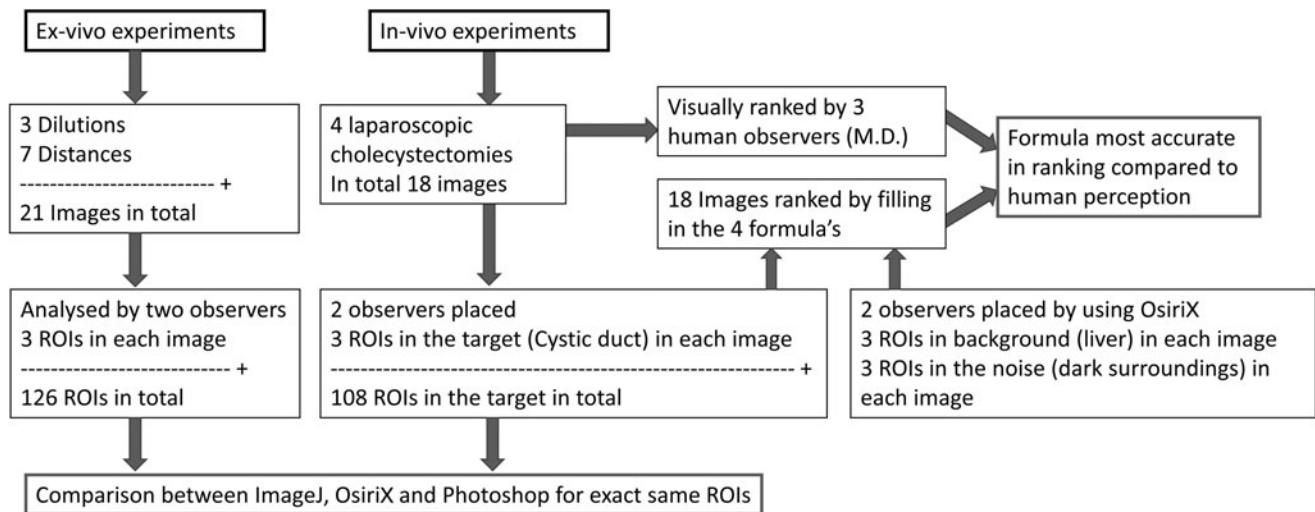 Ex-vivo experiments
3 Dilutions
7 Distances
-------------------------- +
21 Images in total
Analysed by two observers
3 ROIs in each image
---------------------------- +
126 ROIs in total
In-vivo experiments
4 laparoscopic
cholecystectomies
In total 18 images
2 observers placed
3 ROIs in the target (Cystic duct) in each image
------------------------------------------------------------- +
108 ROIs in the target in total
Visually ranked by 3
human observers (M.D.)
18 Images ranked by filling
in the 4 formula's
2 observers placed by using OsiriX
3 ROIs in background (liver) in each image
3 ROIs in the noise (dark surroundings) in
each image
Formula most accurate
in ranking compared to
human perception
Comparison between ImageJ, OsiriX and Photoshop for exact same ROIs